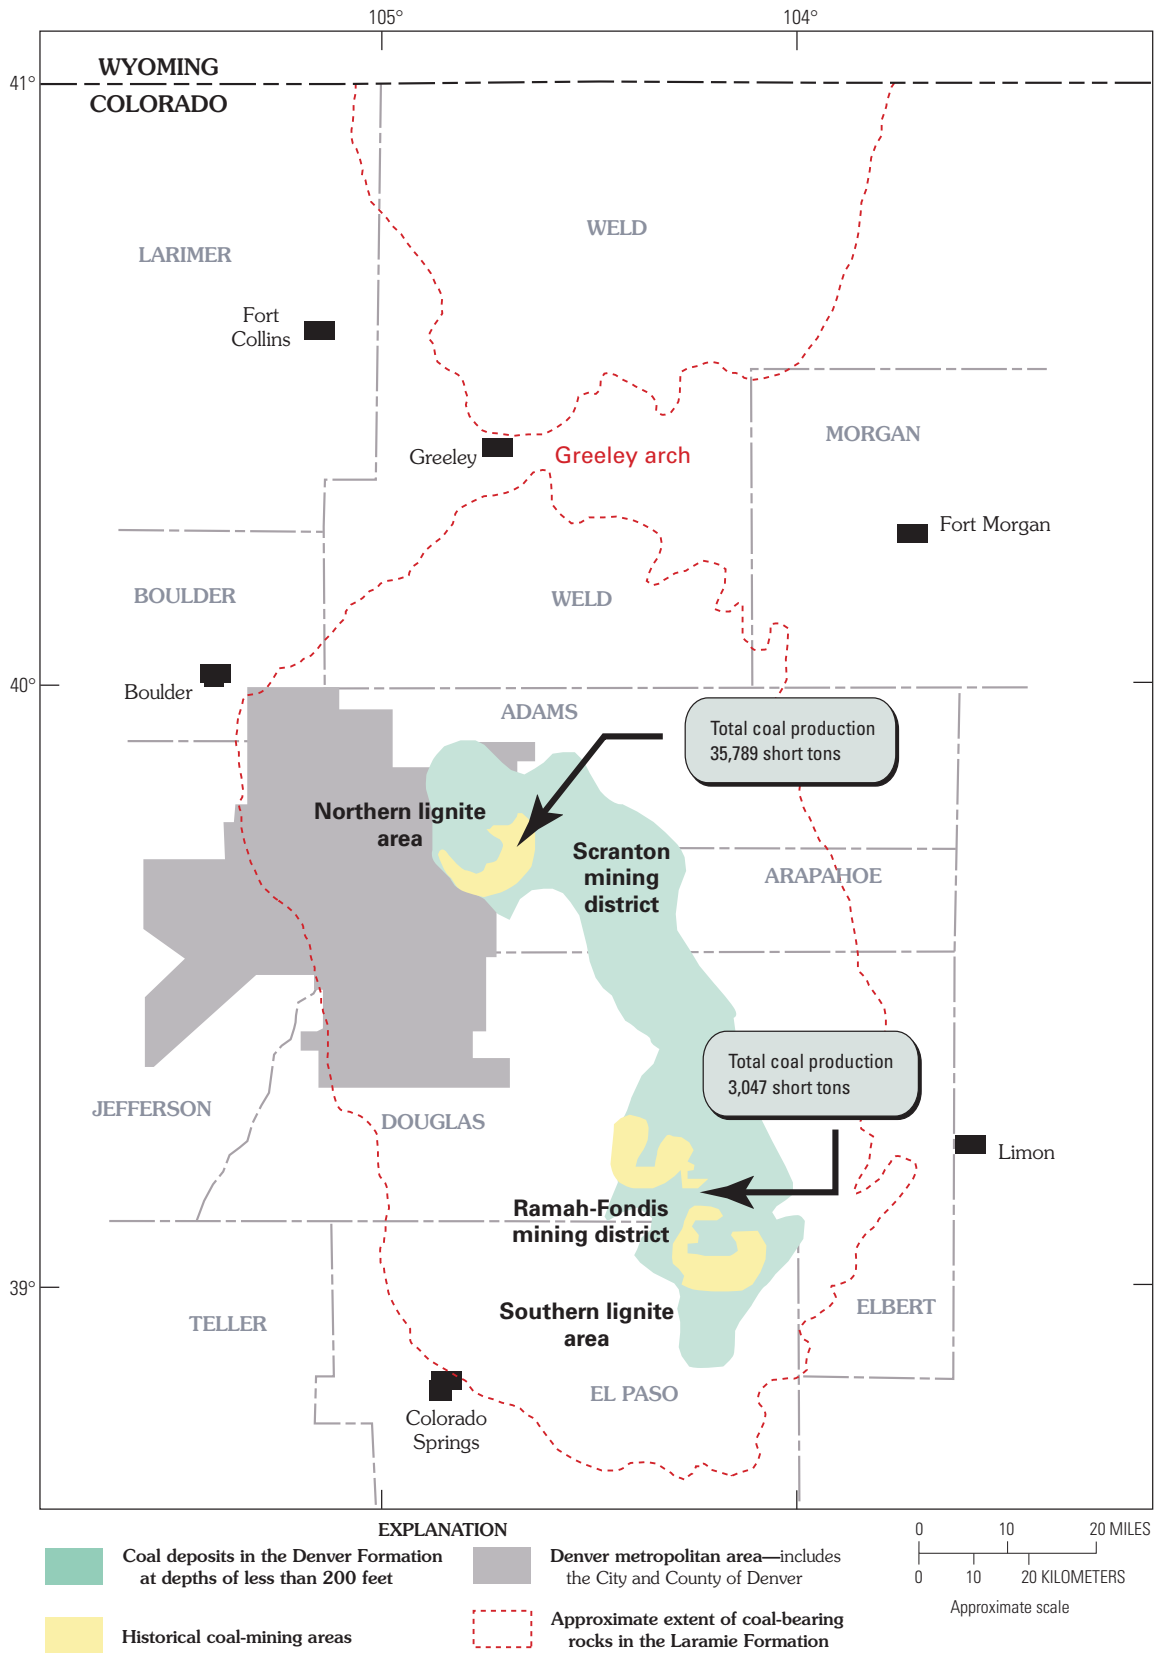 105°
104°
41°
WYOMING
COLORADO
WELD
LARIMER
Fort
Collins
MORGAN
Greeley
Greeley arch
Fort Morgan
BOULDER
WELD
Boulder
40°
ADAMS
Total coal production
35,789 short tons
Northern lignite
area
Scranton
mining
district
ARAPAHOE
Total coal production
3,047 short tons
JEFFERSON
DOUGLAS
Limon
Ramah-Fondis
mining district
39°
Southern lignite
area
ELBERT
TELLER
EL PASO
Colorado
Springs
EXPLANATION
Coal deposits in the Denver Formation
at depths of less than 200 feet
Historical coal-mining areas
Denver metropolitan area—includes
the City and County of Denver
Approximate extent of coal-bearing
rocks in the Laramie Formation
0 10 20 MILES
0 10 20 KILOMETERS
Approximate scale